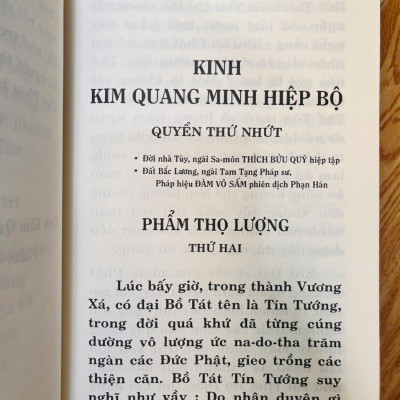 KINH
KIM QUANG MINH HIỆP BỘ
QUYỂN THỨ NHỨT
• Đời nhà Tùy, ngài Sa-môn THÍCH BỬU QUÝ hiệp tập
• Đất Bắc Lương, ngài Tam Tạng Pháp sư,
Pháp hiệu ĐÀM VÔ SẤM phiên dịch Phạn Hán
PHẨM THỌ LƯỢNG
THỨ HAI
Lúc bấy giờ, trong thành Vương
Xá, có đại Bồ Tát tên là Tín Tướng,
trong đời quá khứ đã từng cúng
dường vô lượng ức na-do-tha trăm
ngàn các Đức Phật, gieo trồng các
thiện căn. Bồ Tát Tín Tướng suy
nghĩ như vầy : Do nhân duyên gì